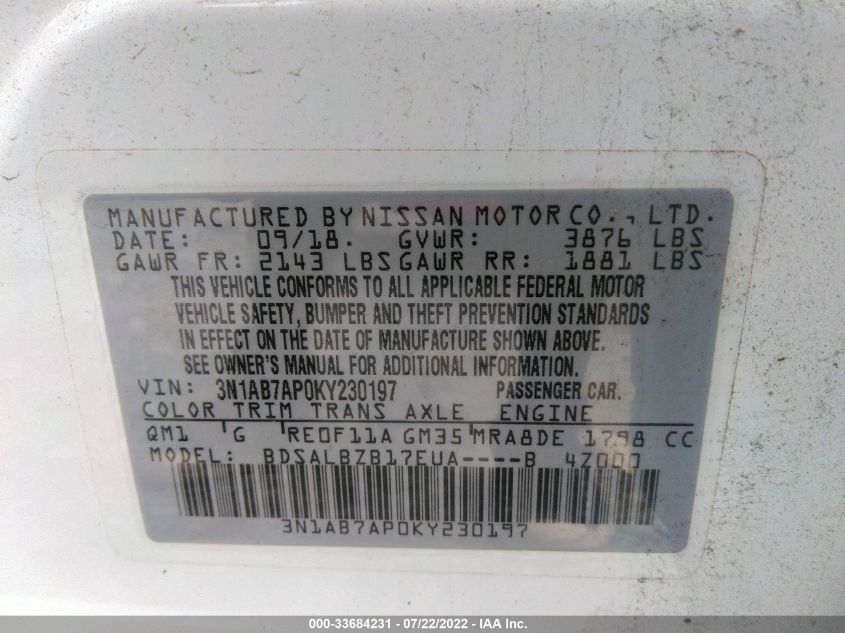 MANUFACTURED BY NISSAN MOTOR CO., LTD.
DATE: 09/18. GVWR: 3876 LBS
GAWR FR: 2143 LBS GAWR RR: 1881 LBS
THIS VEHICLE CONFORMS TO ALL APPLICABLE FEDERAL MOTOR
VEHICLE SAFETY, BUMPER AND THEFT PREVENTION STANDARDS
IN EFFECT ON THE DATE OF MANUFACTURE SHOWN ABOVE.
SEE OWNER'S MANUAL FOR ADDITIONAL INFORMATION.
VIN: 3N1AB7AP0KY230197 PASSENGER CAR.
COLOR TRIM TRANS AXLE ENGINE
QM1 G RE0F11A GM35 MRA8DE 1798 CC
MODEL: BDSALBZB17EUA----B 4Z000
3N1AB7AP0KY230197
000-33684231 - 07/22/2022 - IAA Inc.